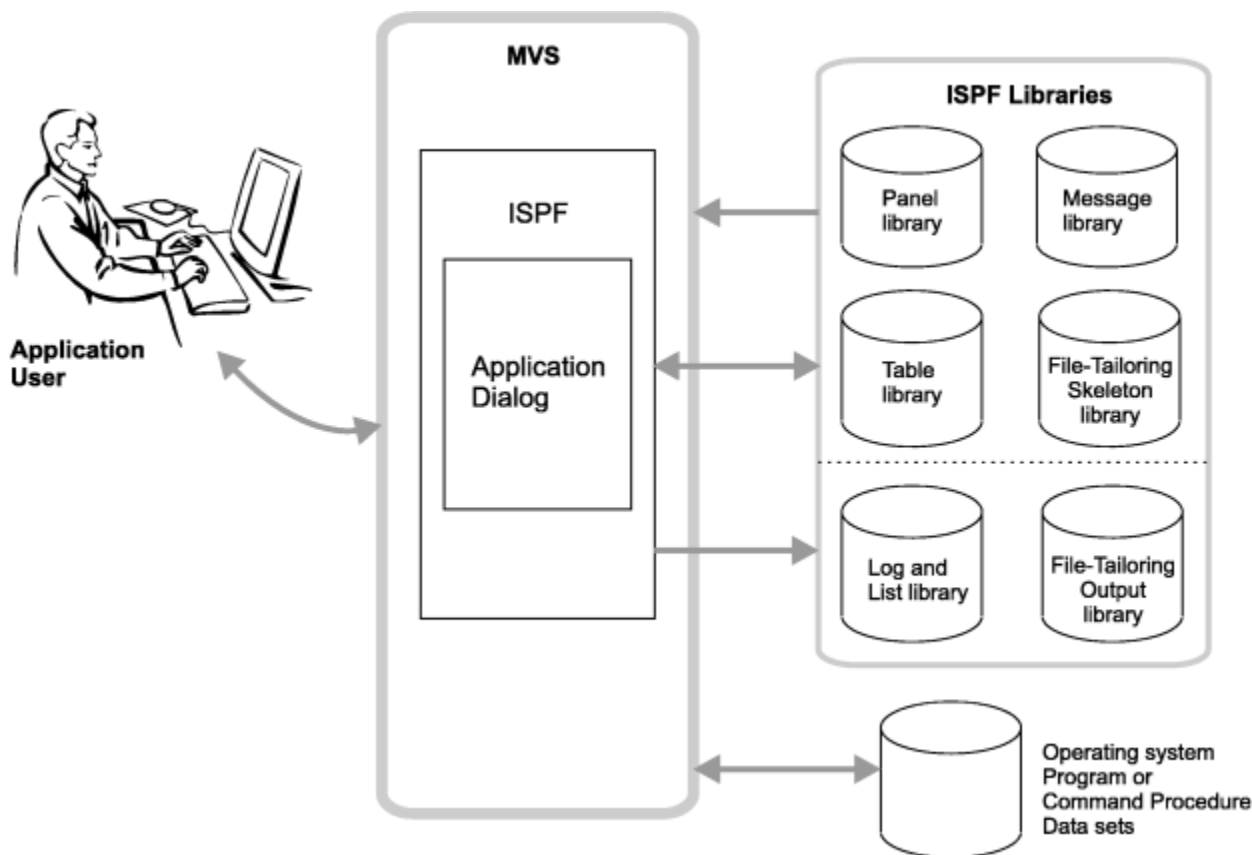 MVS
ISPF Libraries
Panel
library
Message
library
ISPF
Application
User
Application
Dialog
Table
library
File-Tailoring
Skeleton
library
Log and
List library
File-Tailoring
Output
library
Operating system
Program or
Command Procedure
Data sets